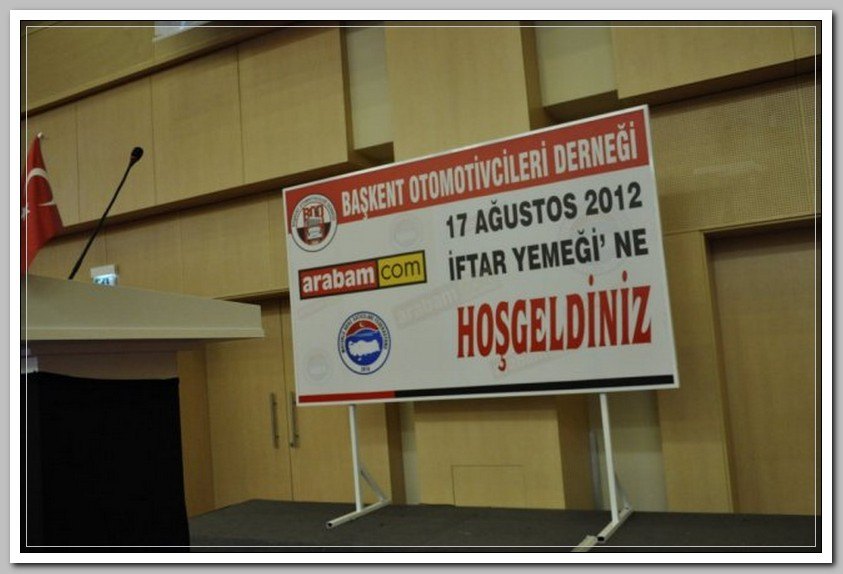 BAŞKENT OTOMOTİVCİLERİ DERNEĞİ
17 AĞUSTOS 2012
İFTAR YEMEĞİ' NE
HOŞGELDİNİZ
arabam com